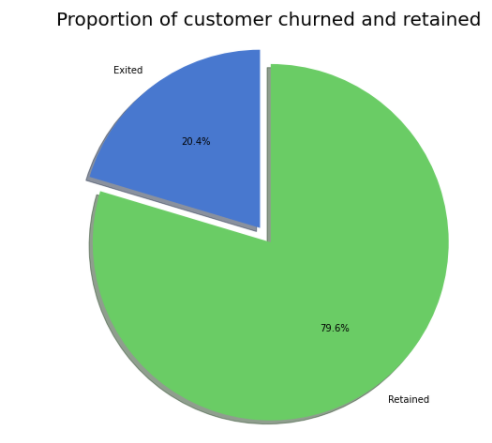 Proportion of customer churned and retained
Exited
20.4%
79.6%
Retained